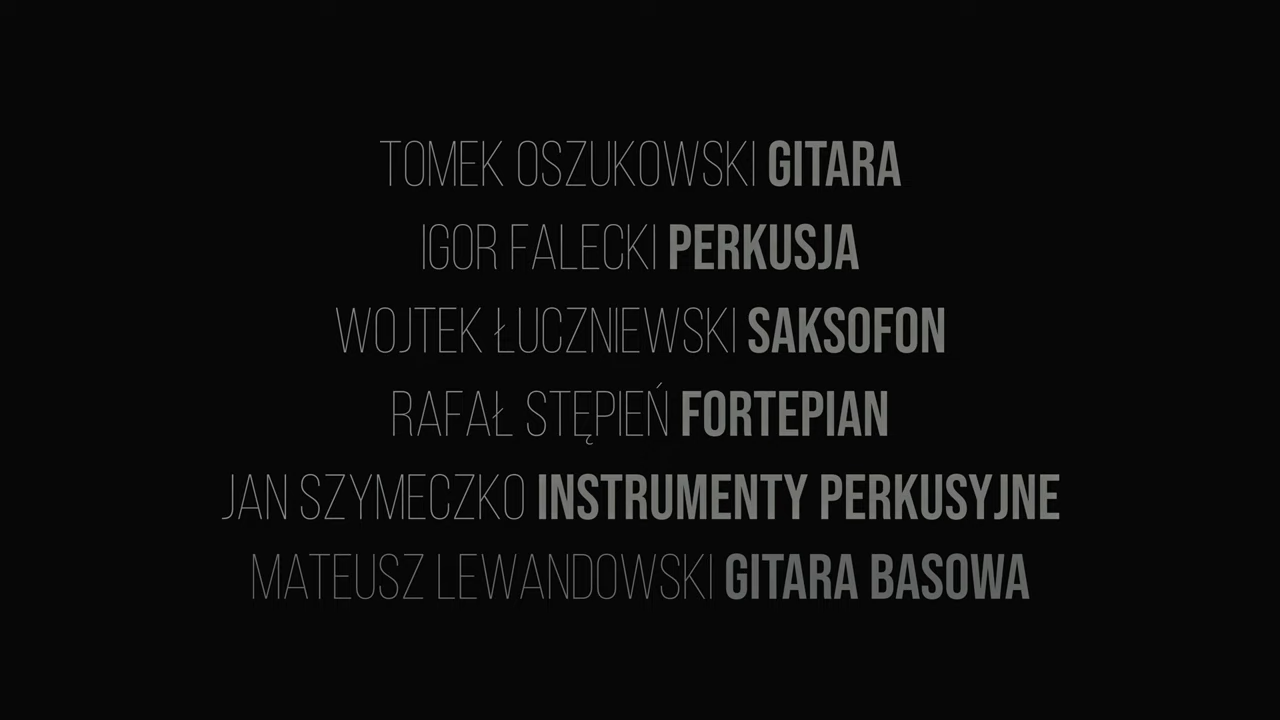 TOMEK OSZUKOWSKI GITARA
IGOR FALECKI PERKUSJA
WOJTEK ŁUCZNIEWSKI SAKSOFON
RAFAŁ STĘPIEŃ FORTEPIAN
JAN SZYMECZKO INSTRUMENTY PERKUSYJNE
MATEUSZ LEWANDOWSKI GITARA BASOWA